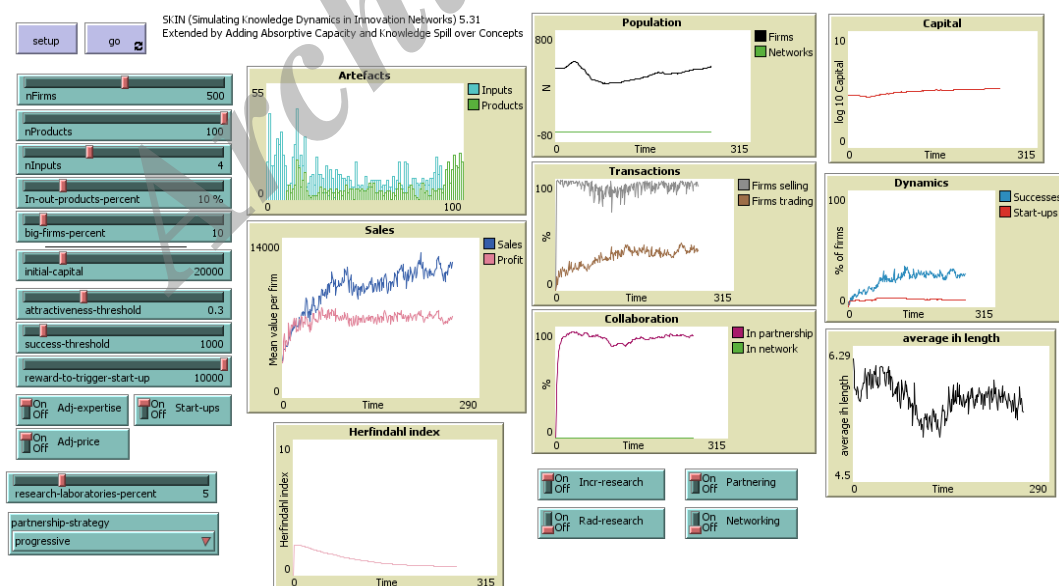 SKIN (Simulating Knowledge Dynamics in Innovation Networks) 5.31
Extended by Adding Absorptive Capacity and Knowledge Spill over Concepts
setup
go
nFirms 500
nProducts 100
nInputs 4
In-out-products-percent 10 %
big-firms-percent 10
initial-capital 20000
attractiveness-threshold 0.3
success-threshold 1000
reward-to-trigger-start-up 10000
On
Off
Adj-expertise
On
Off
Start-ups
On
Off
Adj-price
research-laboratories-percent 5
partnership-strategy
progressive
Artefacts
55
0
0 100
Inputs
Products
Sales
14000
Mean value per firm
0
0 Time 290
Sales
Profit
Herfindahl index
10
Herfindahl index
0
0 Time 315
Population
800
N
-80
0 Time 315
Firms
Networks
Transactions
100
%
0
0 Time 315
Firms selling
Firms trading
Collaboration
100
%
0
0 Time 315
In partnership
In network
On
Off
Incr-research
On
Off
Partnering
On
Off
Rad-research
On
Off
Networking
Capital
10
log 10 Capital
0
0 Time 315
Dynamics
100
% of firms
0
0 Time 315
Successes
Start-ups
average ih length
6.29
average ih length
4.5
0 Time 290